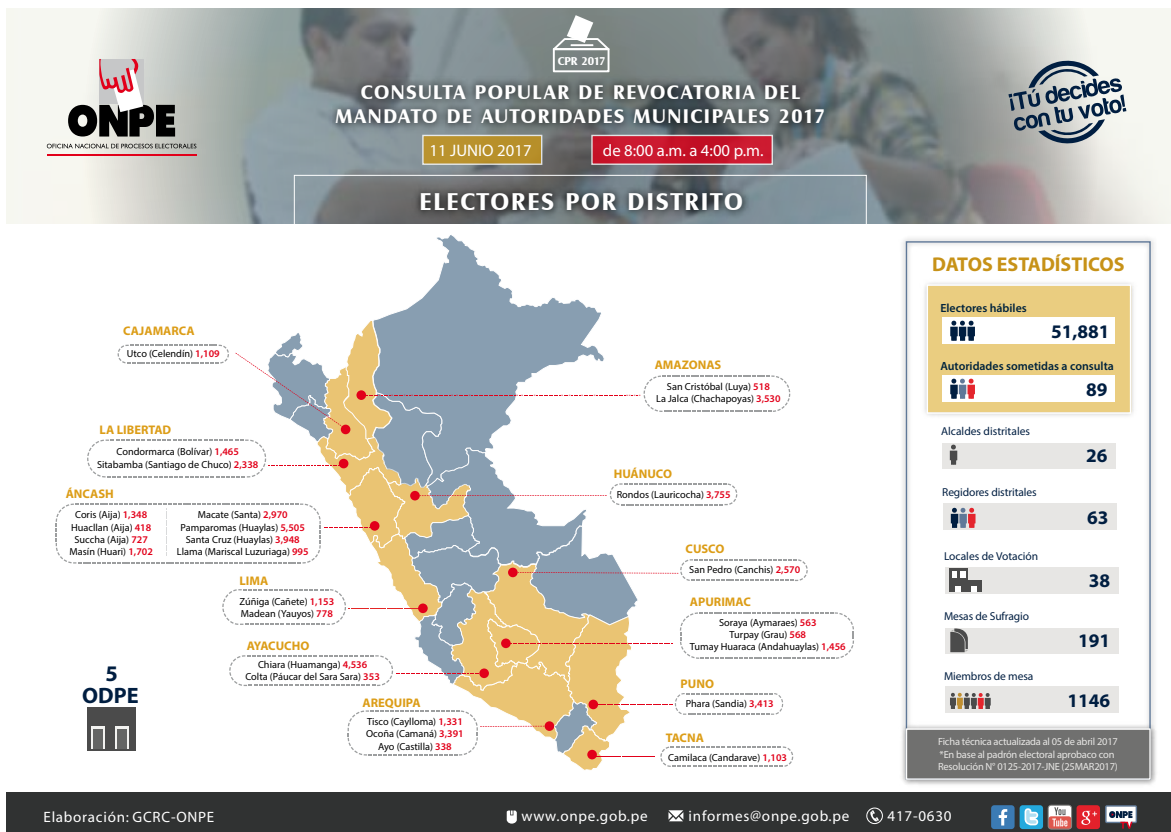 CPR 2017
CONSULTA POPULAR DE REVOCATORIA DEL
MANDATO DE AUTORIDADES MUNICIPALES 2017
11 JUNIO 2017
de 8:00 a.m. a 4:00 p.m.
ELECTORES POR DISTRITO
ONPE
OFICINA NACIONAL DE PROCESOS ELECTORALES
¡Tú decides
con tu voto!
CAJAMARCA
Utco (Celendín) 1,109
LA LIBERTAD
Condormarca (Bolívar) 1,465
Sitabamba (Santiago de Chuco) 2,338
ÁNCASH
Coris (Aija) 1,348
Huacllan (Aija) 418
Succha (Aija) 727
Masín (Huari) 1,702
Macate (Santa) 2,970
Pamparomas (Huaylas) 5,505
Santa Cruz (Huaylas) 3,948
Llama (Mariscal Luzuriaga) 995
LIMA
Zúñiga (Cañete) 1,153
Madean (Yauyos) 778
AYACUCHO
Chiara (Huamanga) 4,536
Colta (Páucar del Sara Sara) 353
AREQUIPA
Tisco (Caylloma) 1,331
Ocoña (Camaná) 3,391
Ayo (Castilla) 338
5
ODPE
AMAZONAS
San Cristóbal (Luya) 518
La Jalca (Chachapoyas) 3,530
HUÁNUCO
Rondos (Lauricocha) 3,755
CUSCO
San Pedro (Canchis) 2,570
APURIMAC
Soraya (Aymaraes) 563
Turpay (Grau) 568
Tumay Huaraca (Andahuaylas) 1,456
PUNO
Phara (Sandia) 3,413
TACNA
Camilaca (Candarave) 1,103
DATOS ESTADÍSTICOS
Electores hábiles
51,881
Autoridades sometidas a consulta
89
Alcaldes distritales
26
Regidores distritales
63
Locales de Votación
38
Mesas de Sufragio
191
Miembros de mesa
1146
Ficha técnica actualizada al 05 de abril 2017
*En base al padrón electoral aprobaco con
Resolución N° 0125-2017-JNE (25MAR2017)
Elaboración: GCRC-ONPE
www.onpe.gob.pe
informes@onpe.gob.pe
417-0630
f
You
Tube
g+
ONPE